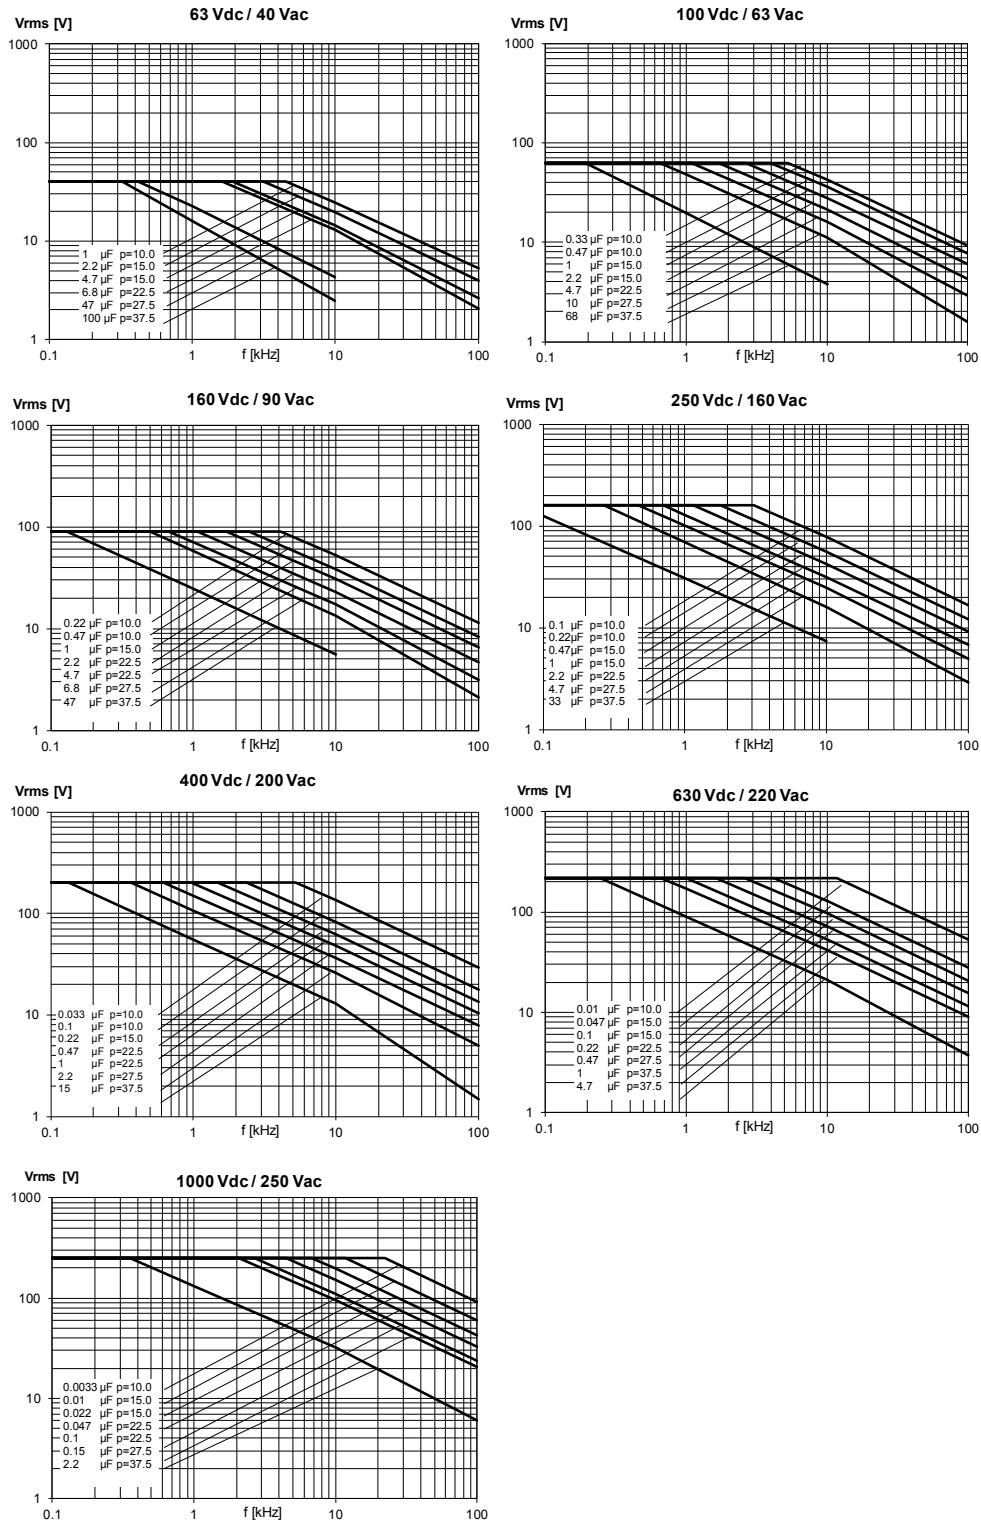 63 Vdc / 40 Vac
Vrms [V]
1000
100
10
1
1 µF p=10.0
2.2 µF p=15.0
4.7 µF p=15.0
6.8 µF p=22.5
47 µF p=27.5
100 µF p=37.5
0.1 1 10 100
f [kHz]
100 Vdc / 63 Vac
Vrms [V]
1000
100
10
1
0.33 µF p=10.0
0.47 µF p=10.0
1 µF p=15.0
2.2 µF p=15.0
4.7 µF p=22.5
10 µF p=27.5
68 µF p=37.5
0.1 1 10 100
f [kHz]
160 Vdc / 90 Vac
Vrms [V]
1000
100
10
1
0.22 µF p=10.0
0.47 µF p=10.0
1 µF p=15.0
2.2 µF p=22.5
4.7 µF p=22.5
6.8 µF p=27.5
47 µF p=37.5
0.1 1 10 100
f [kHz]
250 Vdc / 160 Vac
Vrms [V]
1000
100
10
1
0.1 µF p=10.0
0.22µF p=10.0
0.47µF p=15.0
1 µF p=15.0
2.2 µF p=22.5
4.7 µF p=27.5
33 µF p=37.5
0.1 1 10 100
f [kHz]
400 Vdc / 200 Vac
Vrms [V]
1000
100
10
1
0.033 µF p=10.0
0.1 µF p=10.0
0.22 µF p=15.0
0.47 µF p=22.5
1 µF p=22.5
2.2 µF p=27.5
15 µF p=37.5
0.1 1 10 100
f [kHz]
630 Vdc / 220 Vac
Vrms [V]
1000
100
10
1
0.01 µF p=10.0
0.047 µF p=15.0
0.1 µF p=15.0
0.22 µF p=22.5
0.47 µF p=27.5
1 µF p=37.5
4.7 µF p=37.5
0.1 1 10 100
f [kHz]
1000 Vdc / 250 Vac
Vrms [V]
1000
100
10
1
0.0033 µF p=10.0
0.01 µF p=15.0
0.022 µF p=15.0
0.047 µF p=22.5
0.1 µF p=22.5
0.15 µF p=27.5
2.2 µF p=37.5
0.1 1 10 100
f [kHz]